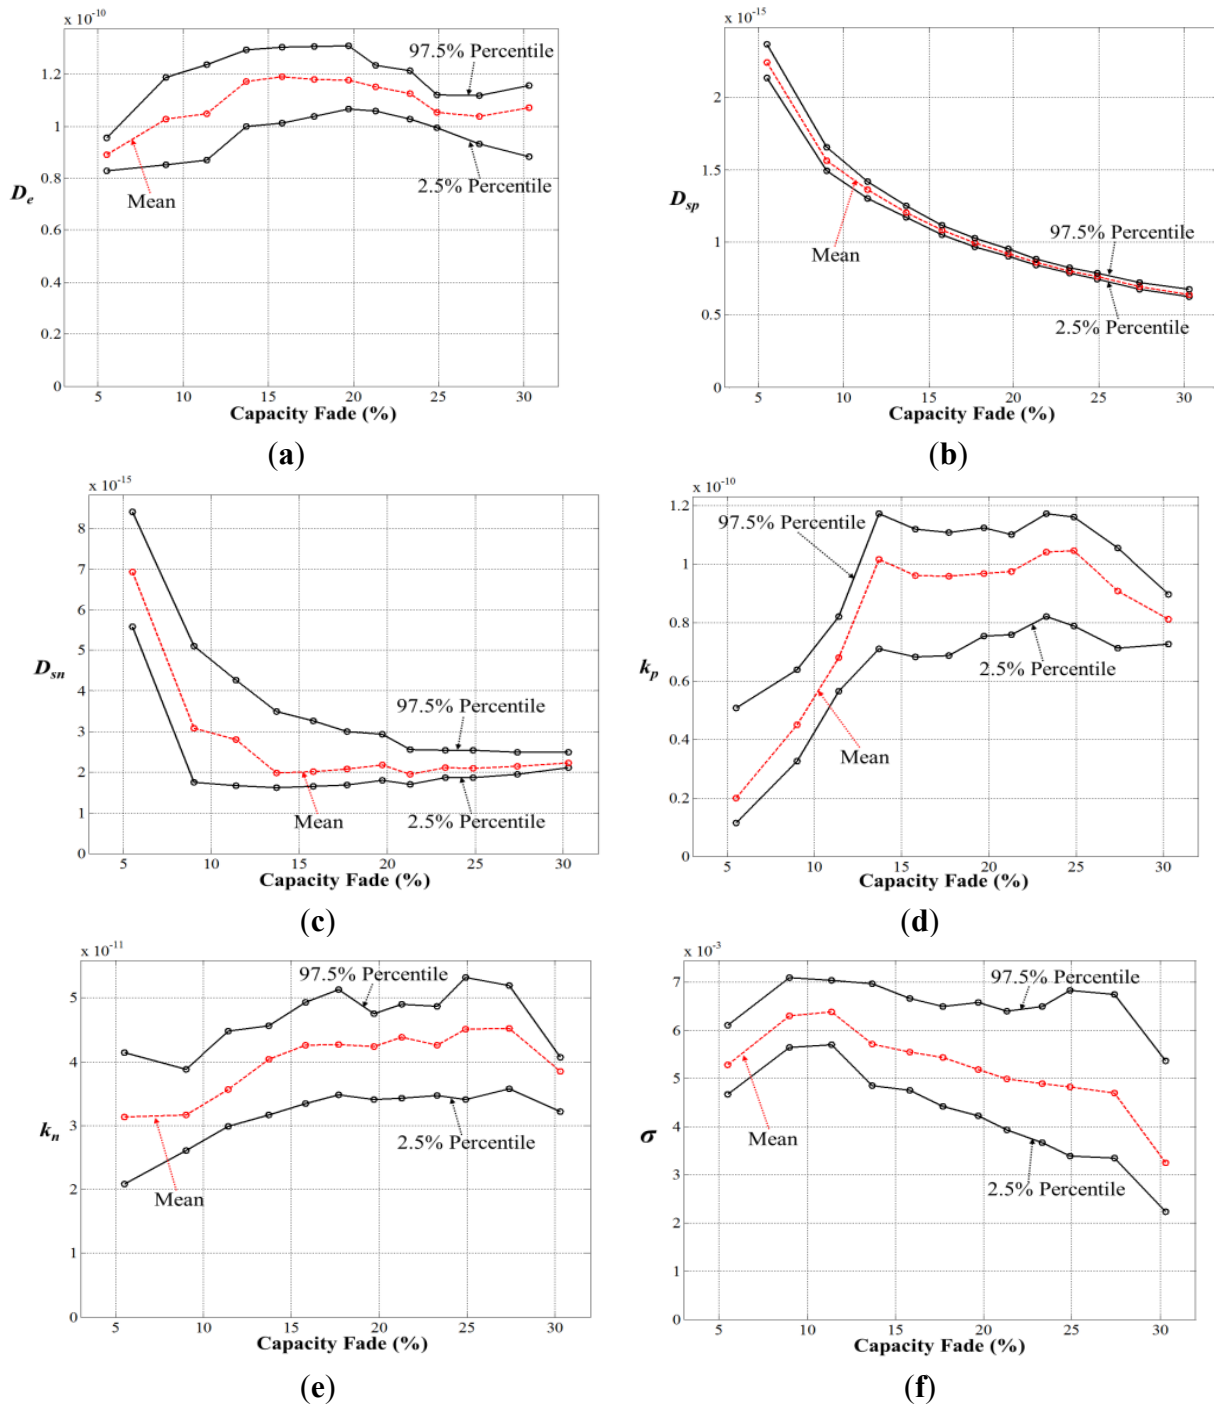 x 10^-10
1.2
1
0.8
0.6
0.4
0.2
0
D_e
97.5% Percentile
2.5% Percentile
Mean
5 10 15 20 25 30
Capacity Fade (%)
(a)
x 10^-15
2
1.5
1
0.5
0
D_sp
97.5% Percentile
Mean
2.5% Percentile
5 10 15 20 25 30
Capacity Fade (%)
(b)
x 10^-15
8
7
6
5
4
3
2
1
0
D_sn
97.5% Percentile
Mean
2.5% Percentile
5 10 15 20 25 30
Capacity Fade (%)
(c)
x 10^-10
1.2
1
0.8
0.6
0.4
0.2
0
k_p
97.5% Percentile
2.5% Percentile
Mean
5 10 15 20 25 30
Capacity Fade (%)
(d)
x 10^-11
5
4
3
2
1
0
k_n
97.5% Percentile
2.5% Percentile
Mean
5 10 15 20 25 30
Capacity Fade (%)
(e)
x 10^-3
7
6
5
4
3
2
1
0
σ
97.5% Percentile
Mean
2.5% Percentile
5 10 15 20 25 30
Capacity Fade (%)
(f)